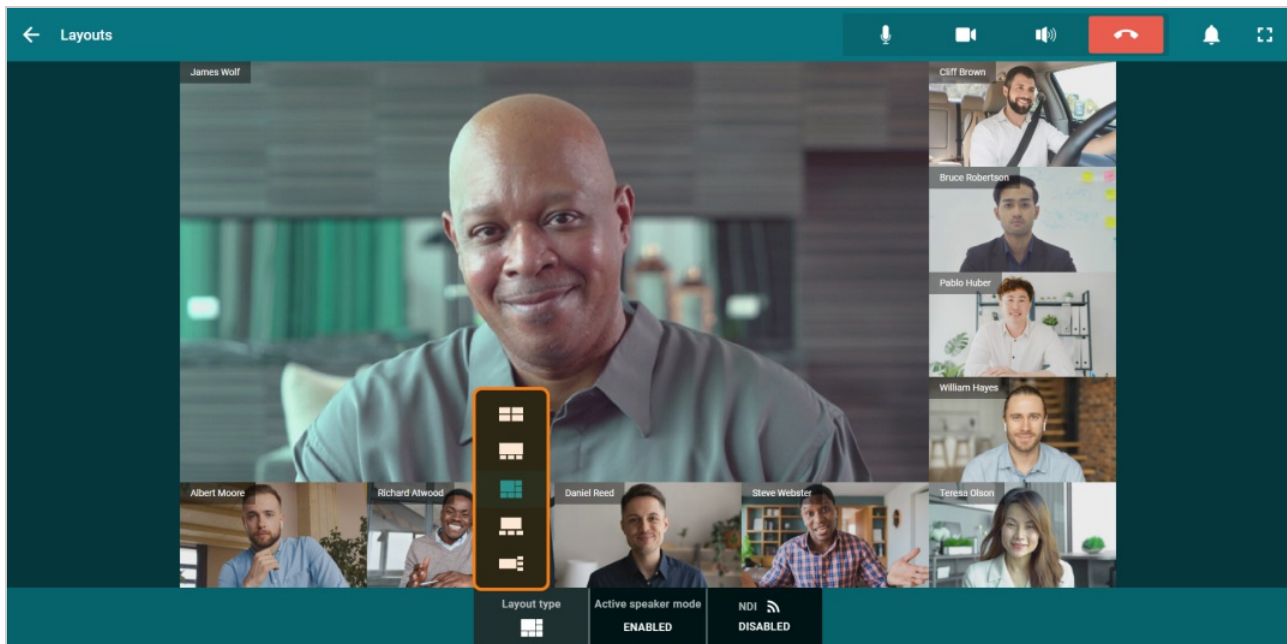 Layouts
James Wolf
Cliff Brown
Bruce Robertson
Pablo Huber
William Hayes
Albert Moore
Richard Atwood
Daniel Reed
Steve Webster
Teresa Olson
Layout type
Active speaker mode
ENABLED
NDI
DISABLED